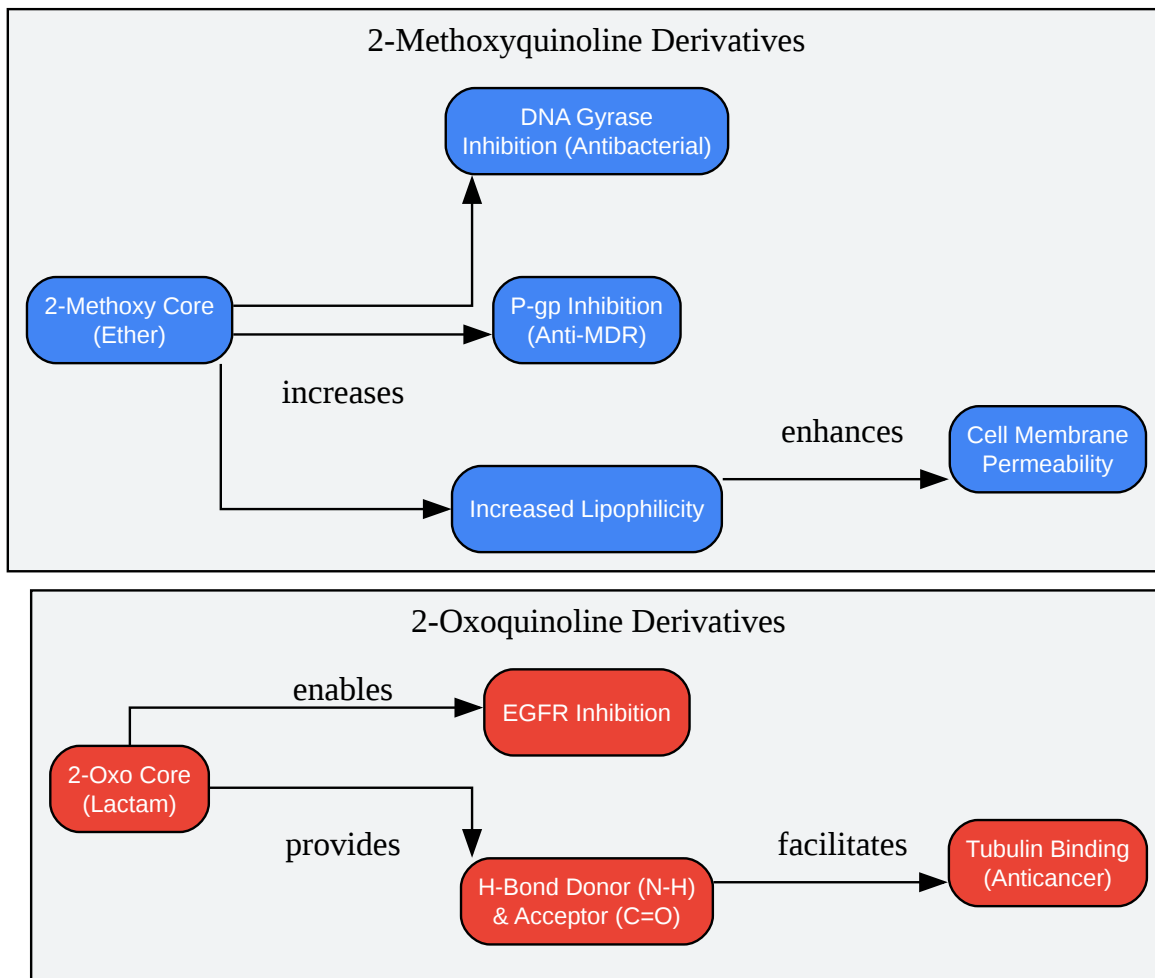 2-Methoxyquinoline Derivatives
DNA Gyrase
Inhibition (Antibacterial)
2-Methoxy Core
(Ether)
P-gp Inhibition
(Anti-MDR)
increases
enhances
Cell Membrane
Permeability
Increased Lipophilicity
2-Oxoquinoline Derivatives
enables
EGFR Inhibition
2-Oxo Core
(Lactam)
provides
facilitates
H-Bond Donor (N-H)
& Acceptor (C=O)
Tubulin Binding
(Anticancer)